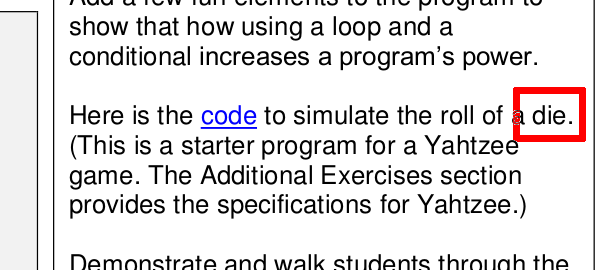 Add a few fun elements to the program to
show that how using a loop and a
conditional increases a program's power.
Here is the code to simulate the roll of a die.
(This is a starter program for a Yahtzee
game. The Additional Exercises section
provides the specifications for Yahtzee.)
Demonstrate and walk students through the